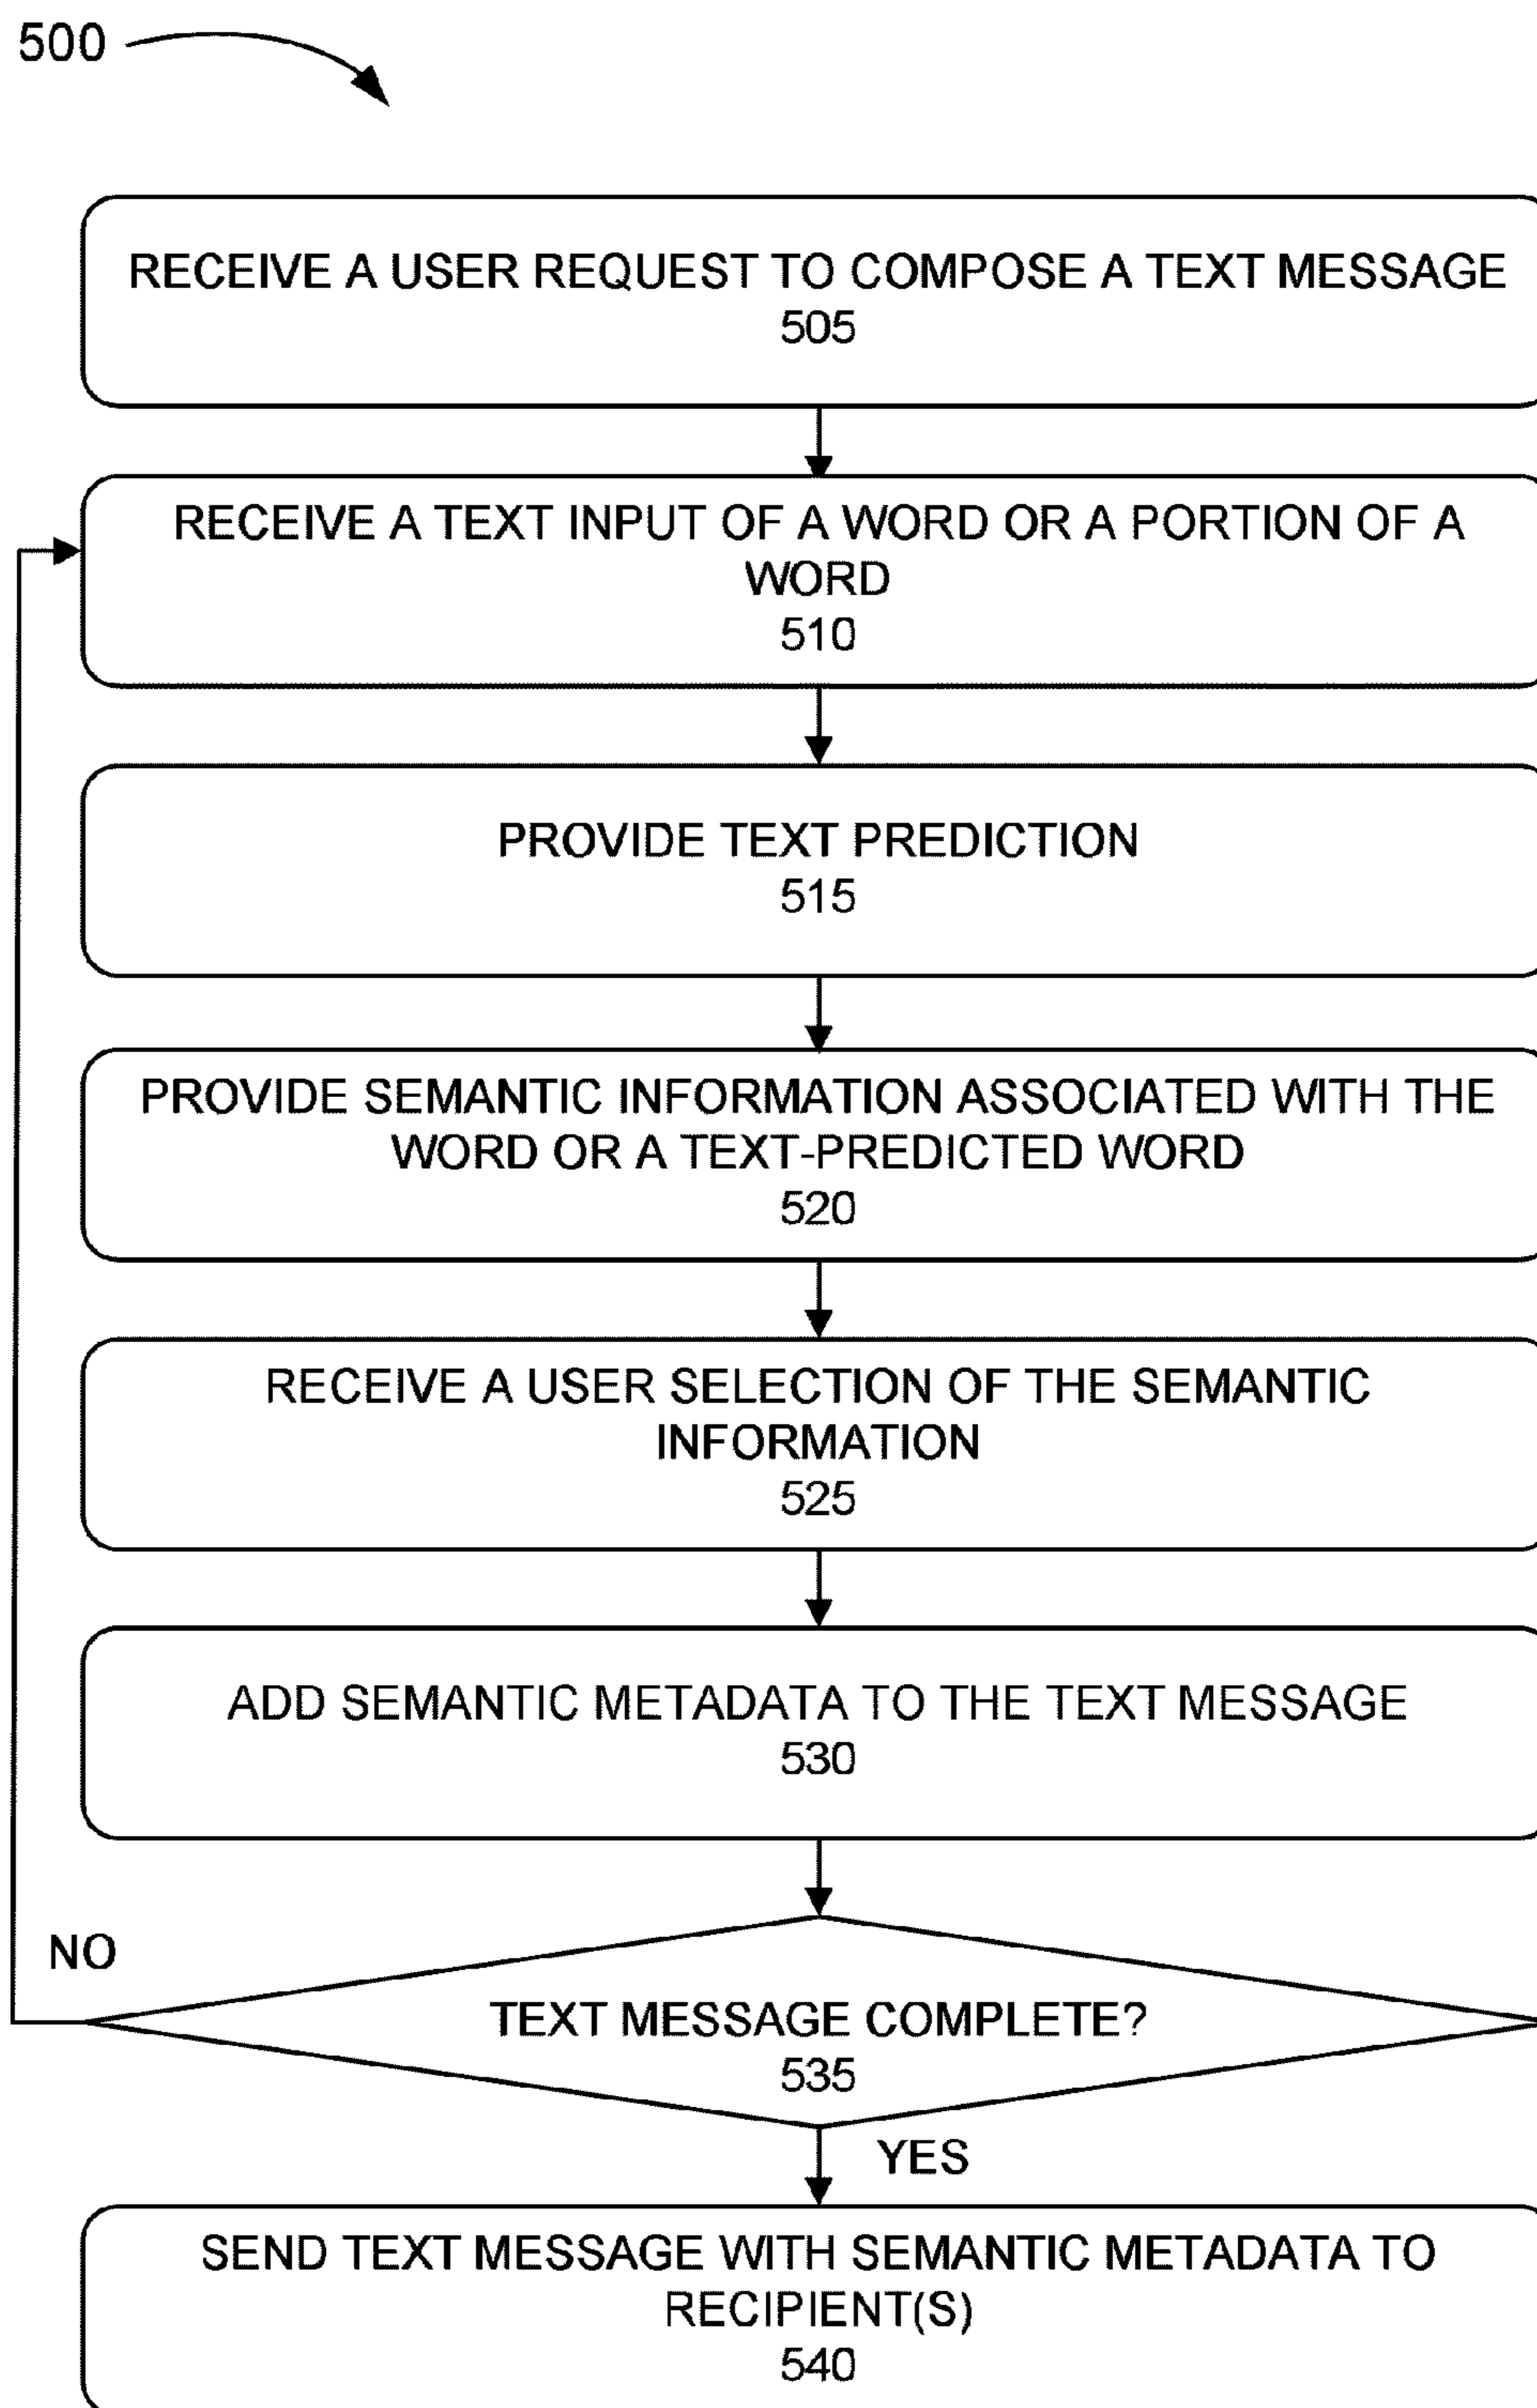 500
RECEIVE A USER REQUEST TO COMPOSE A TEXT MESSAGE
505
RECEIVE A TEXT INPUT OF A WORD OR A PORTION OF A
WORD
510
PROVIDE TEXT PREDICTION
515
PROVIDE SEMANTIC INFORMATION ASSOCIATED WITH THE
WORD OR A TEXT-PREDICTED WORD
520
RECEIVE A USER SELECTION OF THE SEMANTIC
INFORMATION
525
ADD SEMANTIC METADATA TO THE TEXT MESSAGE
530
NO
TEXT MESSAGE COMPLETE?
535
YES
SEND TEXT MESSAGE WITH SEMANTIC METADATA TO
RECIPIENT(S)
540